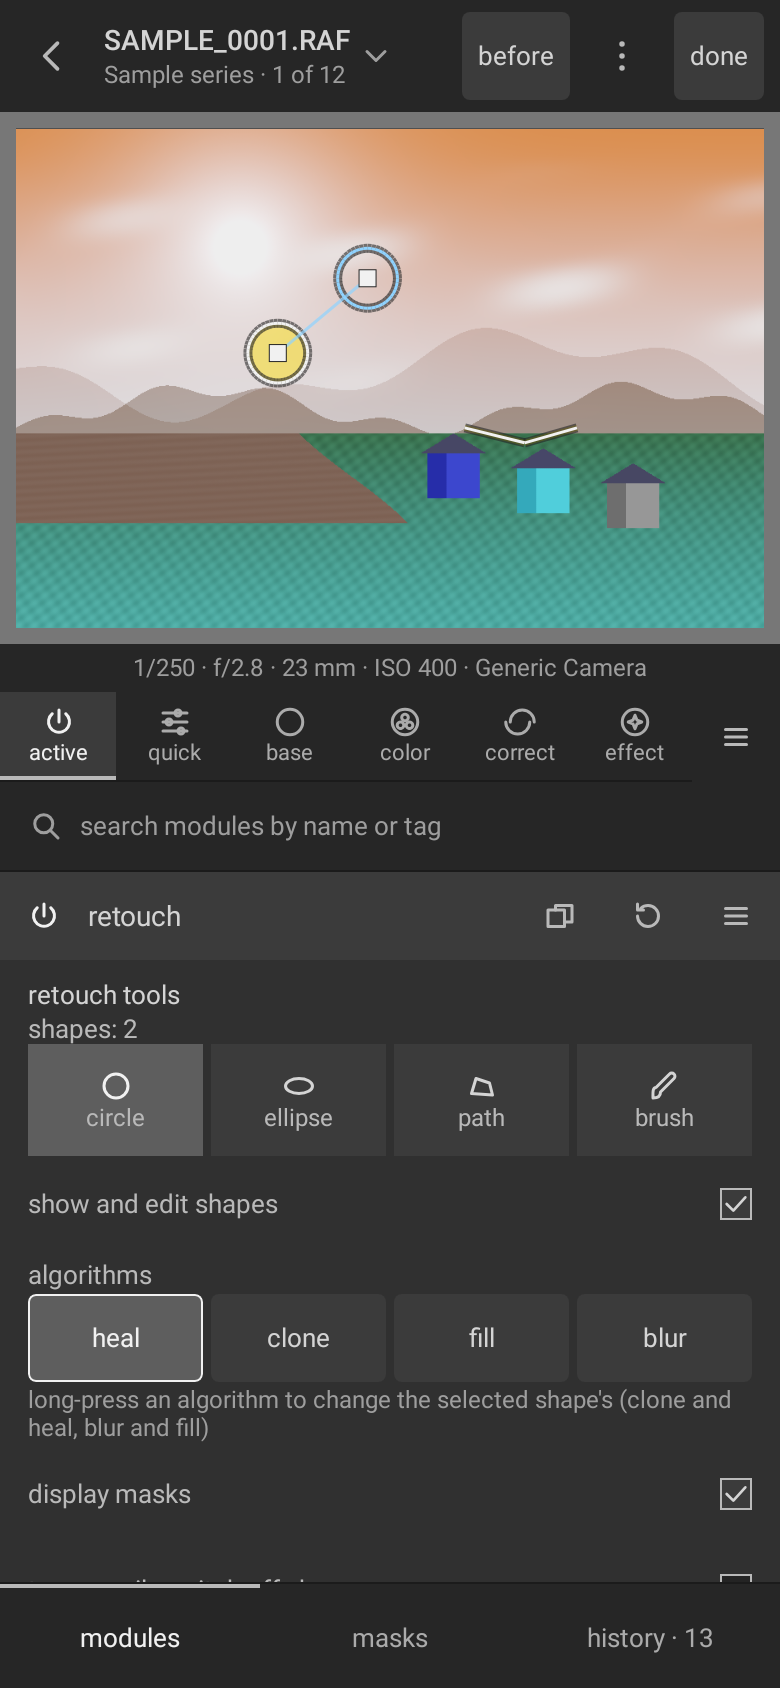 SAMPLE_0001.RAF
Sample series · 1 of 12
before
done
1/250 · f/2.8 · 23 mm · ISO 400 · Generic Camera
active
quick
base
color
correct
effect
search modules by name or tag
retouch
retouch tools
shapes: 2
circle
ellipse
path
brush
show and edit shapes
algorithms
heal
clone
fill
blur
long-press an algorithm to change the selected shape's (clone and
heal, blur and fill)
display masks
modules
masks
history · 13